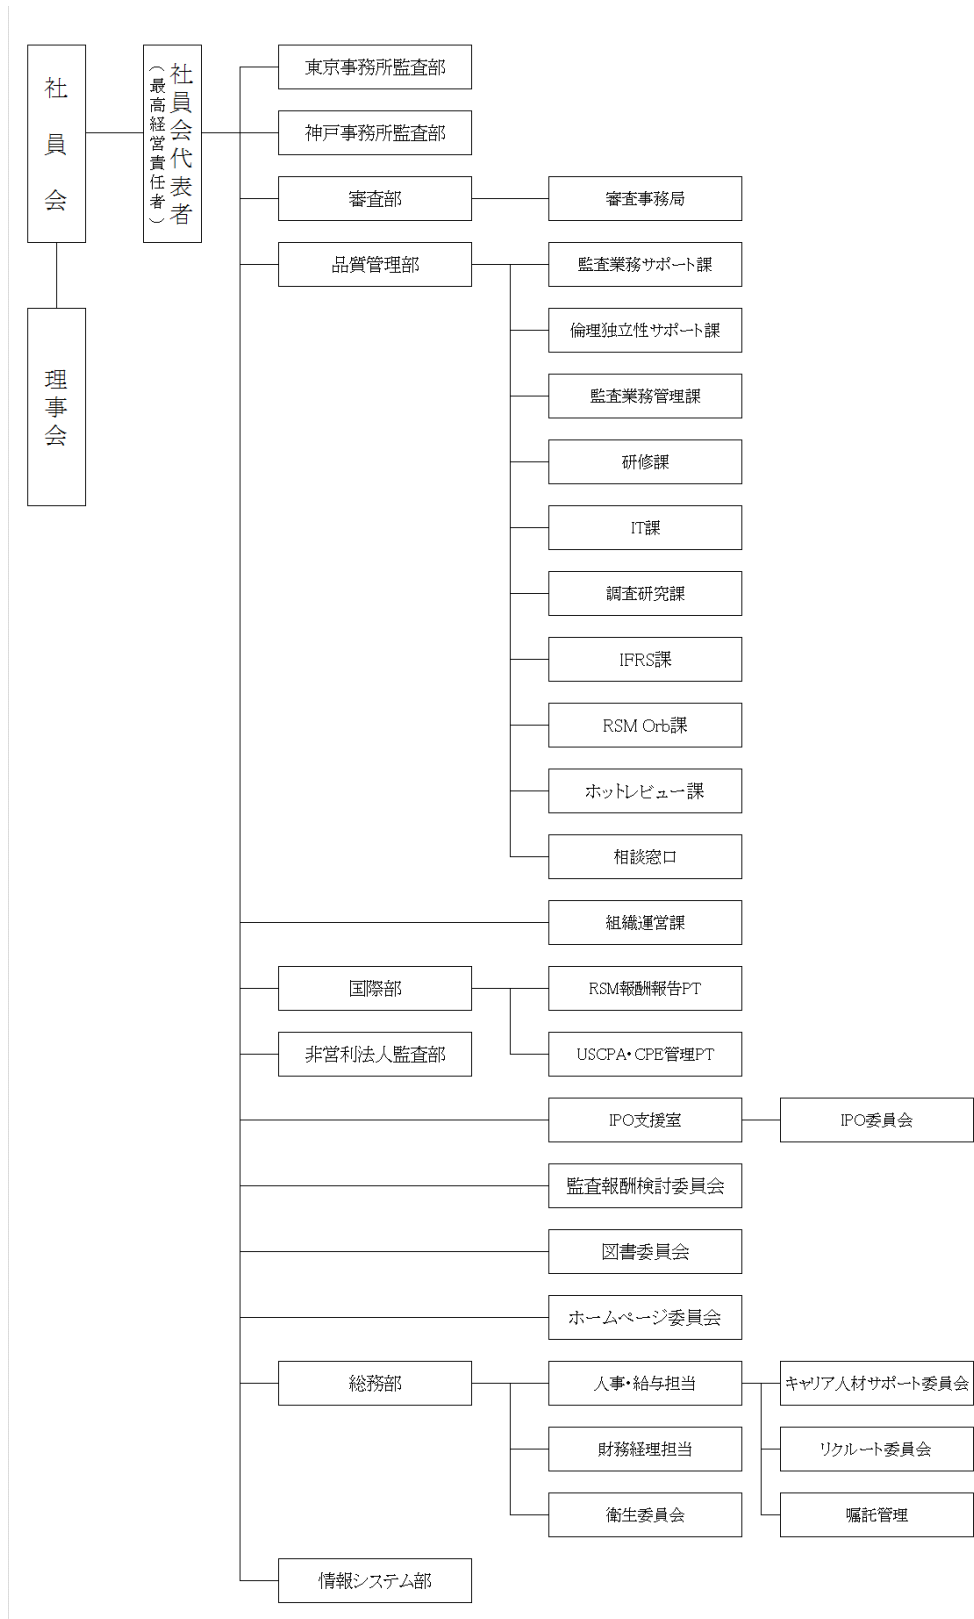 社員会
社員会代表者
（最高経営責任者）
理事会
東京事務所監査部
神戸事務所監査部
審査部
審査事務局
品質管理部
監査業務サポート課
倫理独立性サポート課
監査業務管理課
研修課
IT課
調査研究課
IFRS課
RSM Orb課
ホットレビュー課
相談窓口
組織運営課
国際部
RSM報酬報告PT
USCPA・CPE管理PT
非営利法人監査部
IPO支援室
IPO委員会
監査報酬検討委員会
図書委員会
ホームページ委員会
総務部
人事・給与担当
キャリア人材サポート委員会
財務経理担当
リクルート委員会
衛生委員会
嘱託管理
情報システム部